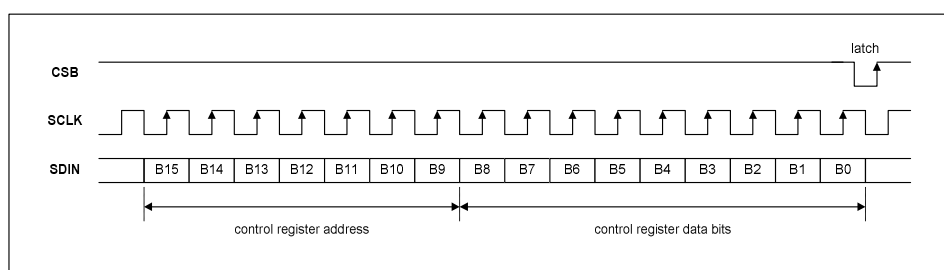 latch
CSB
SCLK
SDIN B15 B14 B13 B12 B11 B10 B9 B8 B7 B6 B5 B4 B3 B2 B1 B0
control register address control register data bits